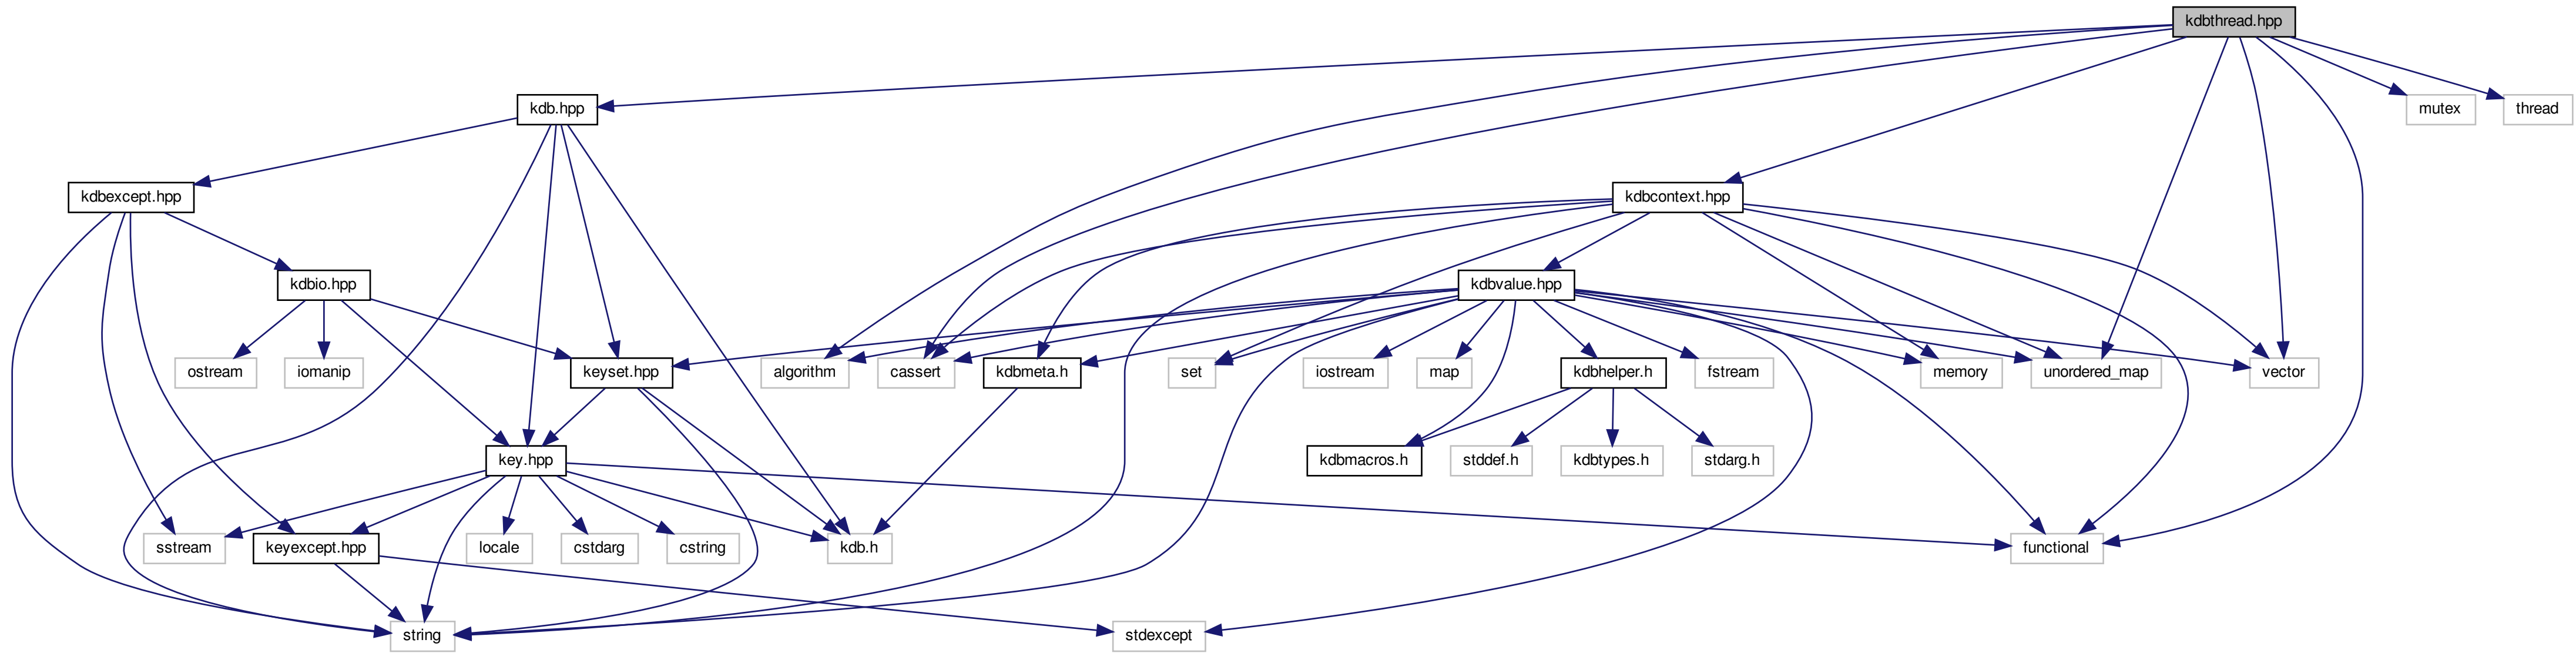 kdbthread.hpp
kdb.hpp
mutex
thread
kdbexcept.hpp
kdbcontext.hpp
kdbio.hpp
kdbvalue.hpp
ostream
iomanip
keyset.hpp
algorithm
cassert
kdbmeta.h
set
iostream
map
kdbhelper.h
fstream
memory
unordered_map
vector
key.hpp
kdbmacros.h
stddef.h
kdbtypes.h
stdarg.h
sstream
keyexcept.hpp
locale
cstdarg
cstring
kdb.h
functional
string
stdexcept